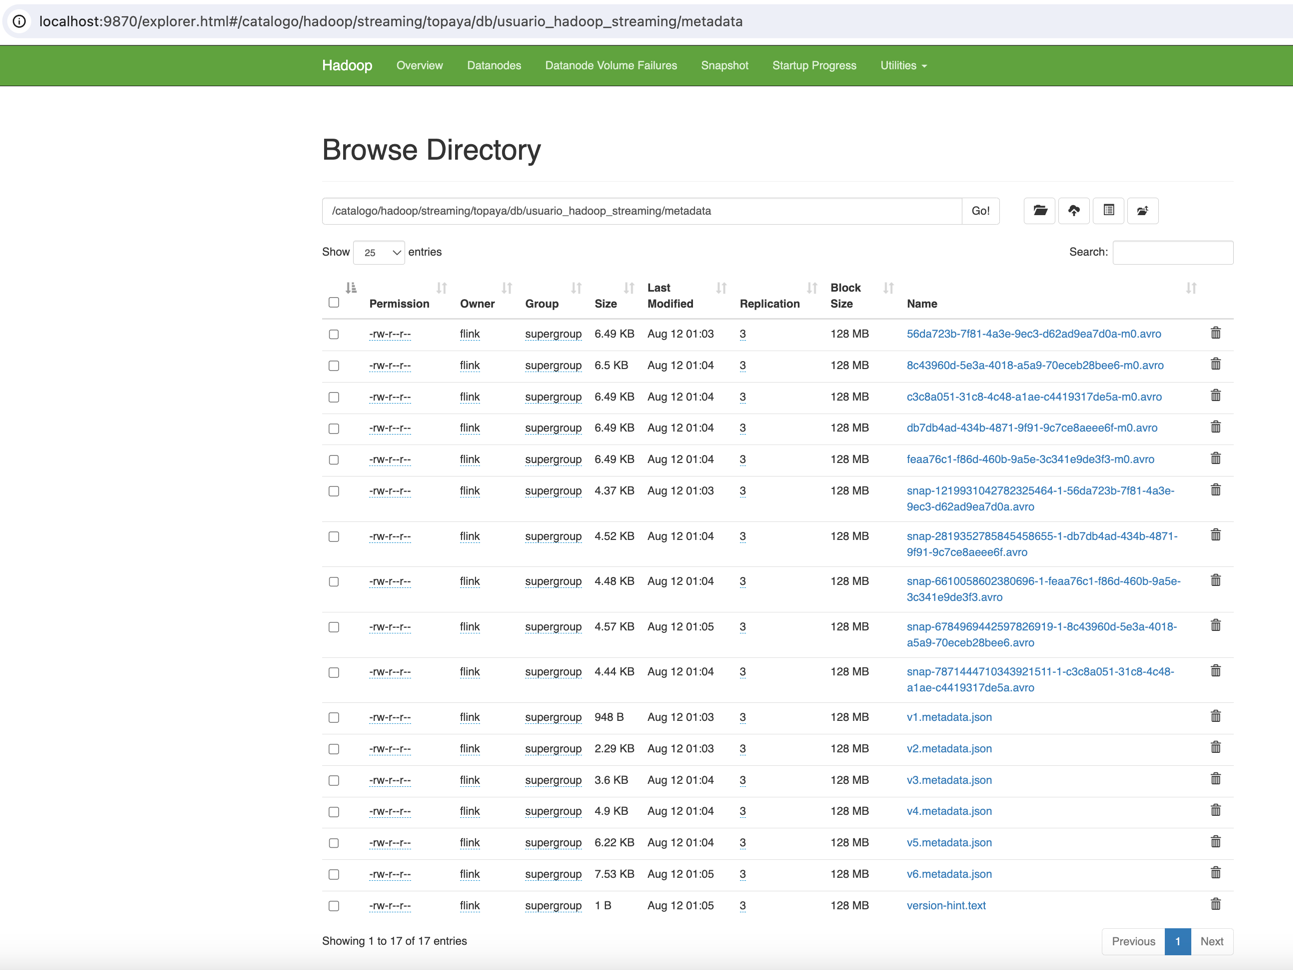 localhost:9870/explorer.html#/catalogo/hadoop/streaming/topaya/db/usuario_hadoop_streaming/metadata
Hadoop Overview Datanodes Datanode Volume Failures Snapshot Startup Progress Utilities
Browse Directory
/catalogo/hadoop/streaming/topaya/db/usuario_hadoop_streaming/metadata Go!
Show 25 entries Search:
Permission Owner Group Size Last Modified Replication Block Size Name
-rw-r--r-- flink supergroup 6.49 KB Aug 12 01:03 3 128 MB 56da723b-7f81-4a3e-9ec3-d62ad9ea7d0a-m0.avro
-rw-r--r-- flink supergroup 6.5 KB Aug 12 01:04 3 128 MB 8c43960d-5e3a-4018-a5a9-70eceb28bee6-m0.avro
-rw-r--r-- flink supergroup 6.49 KB Aug 12 01:04 3 128 MB c3c8a051-31c8-4c48-a1ae-c4419317de5a-m0.avro
-rw-r--r-- flink supergroup 6.49 KB Aug 12 01:04 3 128 MB db7db4ad-434b-4871-9f91-9c7ce8aeee6f-m0.avro
-rw-r--r-- flink supergroup 6.49 KB Aug 12 01:04 3 128 MB feaa76c1-f86d-460b-9a5e-3c341e9de3f3-m0.avro
-rw-r--r-- flink supergroup 4.37 KB Aug 12 01:03 3 128 MB snap-1219931042782325464-1-56da723b-7f81-4a3e-
9ec3-d62ad9ea7d0a.avro
-rw-r--r-- flink supergroup 4.52 KB Aug 12 01:04 3 128 MB snap-2819352785845458655-1-db7db4ad-434b-4871-
9f91-9c7ce8aeee6f.avro
-rw-r--r-- flink supergroup 4.48 KB Aug 12 01:04 3 128 MB snap-6610058602380696-1-feaa76c1-f86d-460b-9a5e-
3c341e9de3f3.avro
-rw-r--r-- flink supergroup 4.57 KB Aug 12 01:05 3 128 MB snap-6784969442597826919-1-8c43960d-5e3a-4018-
a5a9-70eceb28bee6.avro
-rw-r--r-- flink supergroup 4.44 KB Aug 12 01:04 3 128 MB snap-7871444710343921511-1-c3c8a051-31c8-4c48-
a1ae-c4419317de5a.avro
-rw-r--r-- flink supergroup 948 B Aug 12 01:03 3 128 MB v1.metadata.json
-rw-r--r-- flink supergroup 2.29 KB Aug 12 01:03 3 128 MB v2.metadata.json
-rw-r--r-- flink supergroup 3.6 KB Aug 12 01:04 3 128 MB v3.metadata.json
-rw-r--r-- flink supergroup 4.9 KB Aug 12 01:04 3 128 MB v4.metadata.json
-rw-r--r-- flink supergroup 6.22 KB Aug 12 01:04 3 128 MB v5.metadata.json
-rw-r--r-- flink supergroup 7.53 KB Aug 12 01:05 3 128 MB v6.metadata.json
-rw-r--r-- flink supergroup 1 B Aug 12 01:05 3 128 MB version-hint.text
Showing 1 to 17 of 17 entries Previous 1 Next